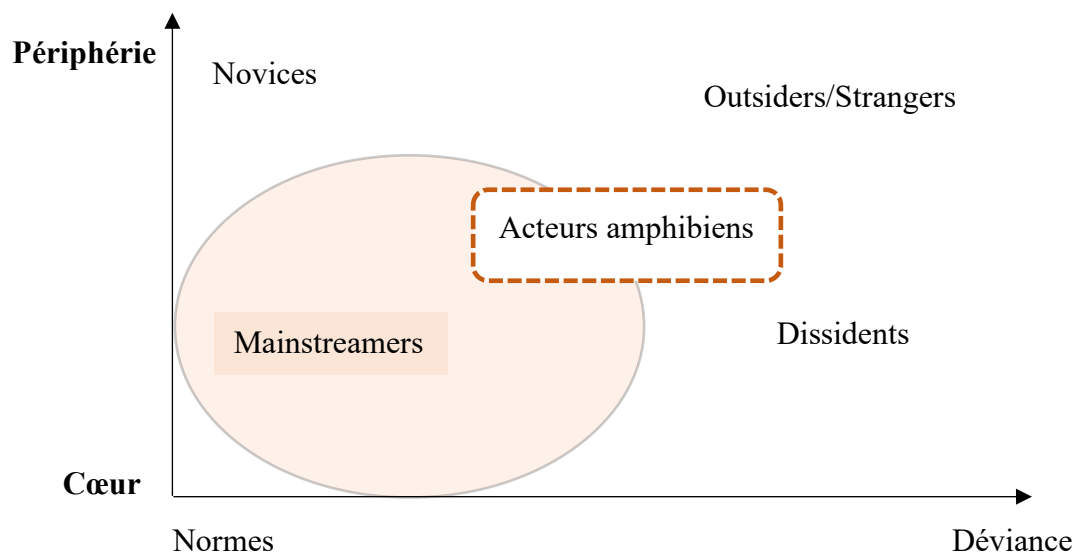 Périphérie
Novices
Outsiders/Strangers
Acteurs amphibiens
Dissidents
Mainstreamers
Cœur
Normes
Déviance